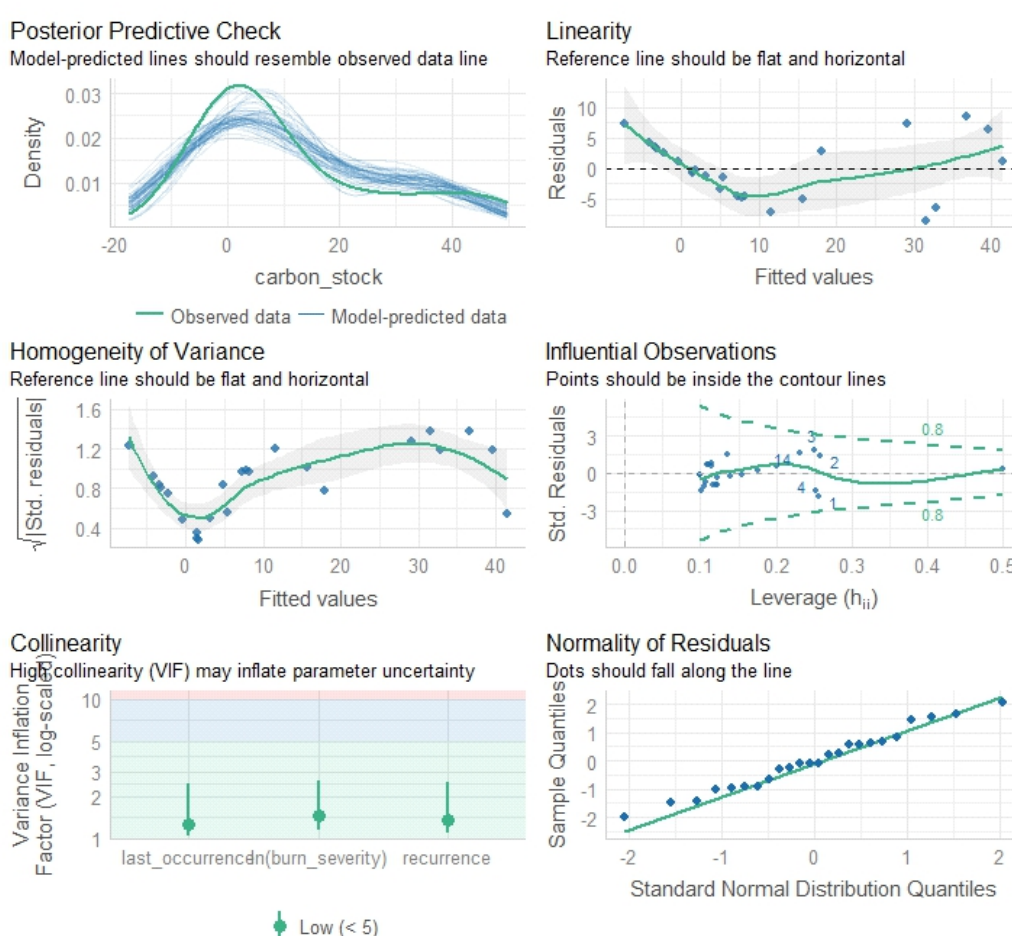 Posterior Predictive Check
Model-predicted lines should resemble observed data line
Density
0.03
0.02
0.01
-20 0 20 40
carbon_stock
Observed data Model-predicted data
Linearity
Reference line should be flat and horizontal
Residuals
10
5
0
-5
0 10 20 30 40
Fitted values
Homogeneity of Variance
Reference line should be flat and horizontal
√|Std. residuals|
1.6
1.2
0.8
0.4
0 10 20 30 40
Fitted values
Influential Observations
Points should be inside the contour lines
Std. Residuals
3
0
-3
0.8
3
14
2
4
1
0.8
0.0 0.1 0.2 0.3 0.4 0.5
Leverage (hii)
Collinearity
High collinearity (VIF) may inflate parameter uncertainty
Variance Inflation
Factor (VIF, log-scaled)
10
5
3
2
1
last_occurrence ln(burn_severity) recurrence
Low (< 5)
Normality of Residuals
Dots should fall along the line
Sample Quantiles
2
1
0
-1
-2
-2 -1 0 1 2
Standard Normal Distribution Quantiles